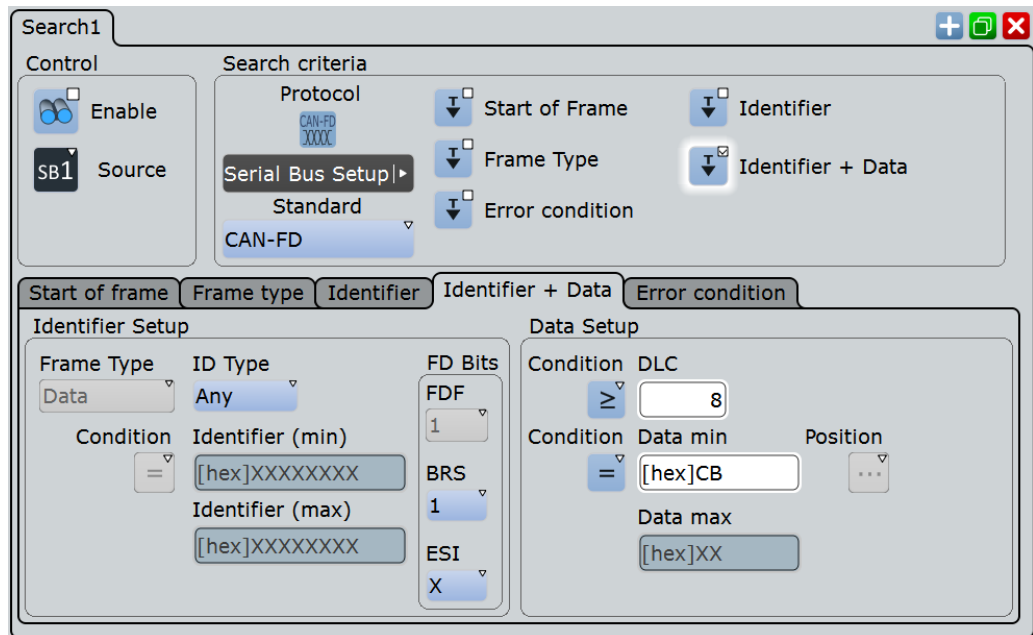 Search1
Control
Search criteria
Enable
SB1 Source
Protocol
CAN-FD
XXXX
Serial Bus Setup
Standard
CAN-FD
T Start of Frame
T Frame Type
T Error condition
T Identifier
T Identifier + Data
Start of frame Frame type Identifier Identifier + Data Error condition
Identifier Setup
Frame Type ID Type
Data Any
Condition Identifier (min)
= [hex]XXXXXXXX
Identifier (max)
[hex]XXXXXXXX
FD Bits
FDF
1
BRS
1
ESI
X
Data Setup
Condition DLC
≥ 8
Condition Data min Position
= [hex]CB ...
Data max
[hex]XX